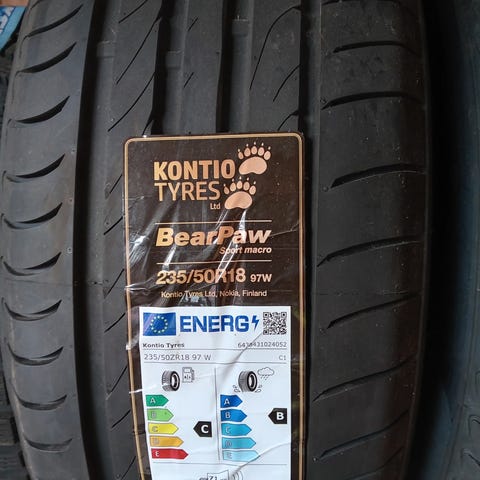 KONTIO
TYRES
Ltd
BearPaw
Sport macro
235/50R18 97W
Kontio Tyres Ltd, Nokia, Finland
ENERG
Kontio Tyres 6438431024052
235/50ZR18 97 W C1
A A
B B B
C C C
D D
E E
71